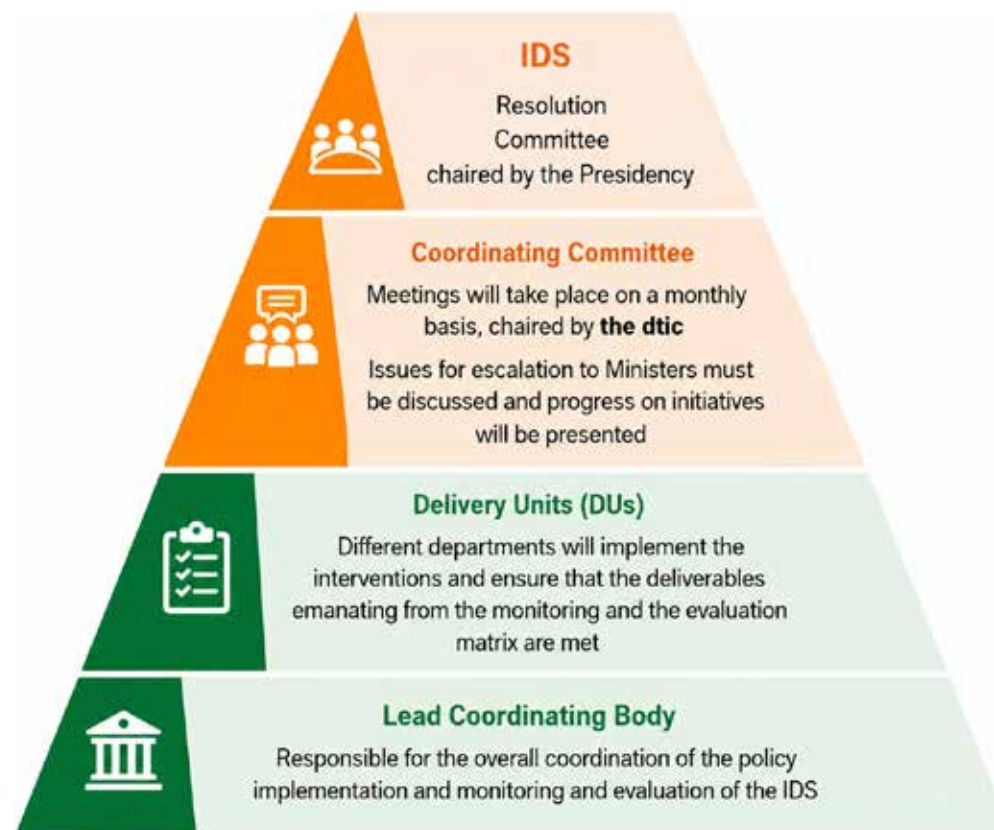 IDS
Resolution
Committee
chaired by the Presidency
Coordinating Committee
Meetings will take place on a monthly
basis, chaired by the dtic
Issues for escalation to Ministers must
be discussed and progress on initiatives
will be presented
Delivery Units (DUs)
Different departments will implement the
interventions and ensure that the deliverables
emanating from the monitoring and the evaluation
matrix are met
Lead Coordinating Body
Responsible for the overall coordination of the policy
implementation and monitoring and evaluation of the IDS